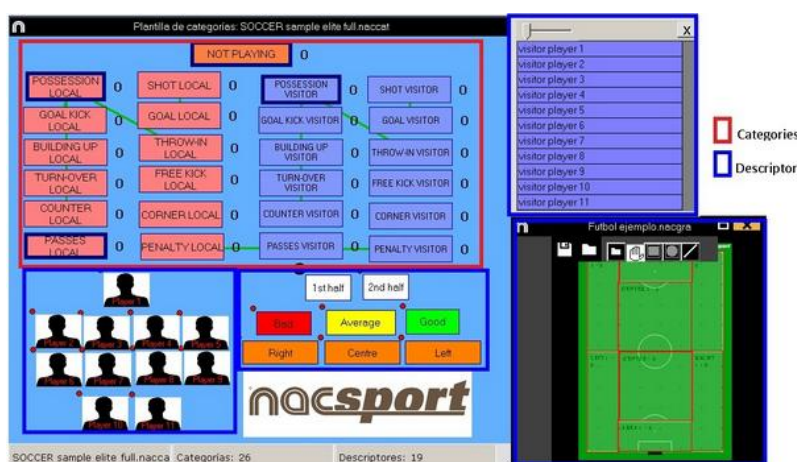 Plantilla de categorías: SOCCER sample elite full.naccat
NOT PLAYING 0
POSSESSION LOCAL 0
SHOT LOCAL 0
POSSESSION VISITOR 0
SHOT VISITOR 0
GOAL KICK LOCAL 0
GOAL LOCAL 0
GOAL KICK VISITOR 0
GOAL VISITOR 0
BUILDING UP LOCAL 0
THROW-IN LOCAL 0
BUILDING UP VISITOR 0
THROW-IN VISITOR 0
TURN-OVER LOCAL 0
FREE KICK LOCAL 0
TURN-OVER VISITOR 0
FREE KICK VISITOR 0
COUNTER LOCAL 0
CORNER LOCAL 0
COUNTER VISITOR 0
CORNER VISITOR 0
PASSES LOCAL 0
PENALTY LOCAL 0
PASSES VISITOR 0
PENALTY VISITOR 0
Player 1
Player 2 Player 3 Player 4 Player 5
Player 6 Player 7 Player 8 Player 9
Player 10 Player 11
1st half 2nd half
Bad Average Good
Right Centre Left
nacsport
SOCCER sample elite full.nacca Categorías: 26 Descriptores: 19
X
visitor player 1
visitor player 2
visitor player 3
visitor player 4
visitor player 5
visitor player 6
visitor player 7
visitor player 8
visitor player 9
visitor player 10
visitor player 11
Categories
Descriptor
Futbol ejemplo.nacgra